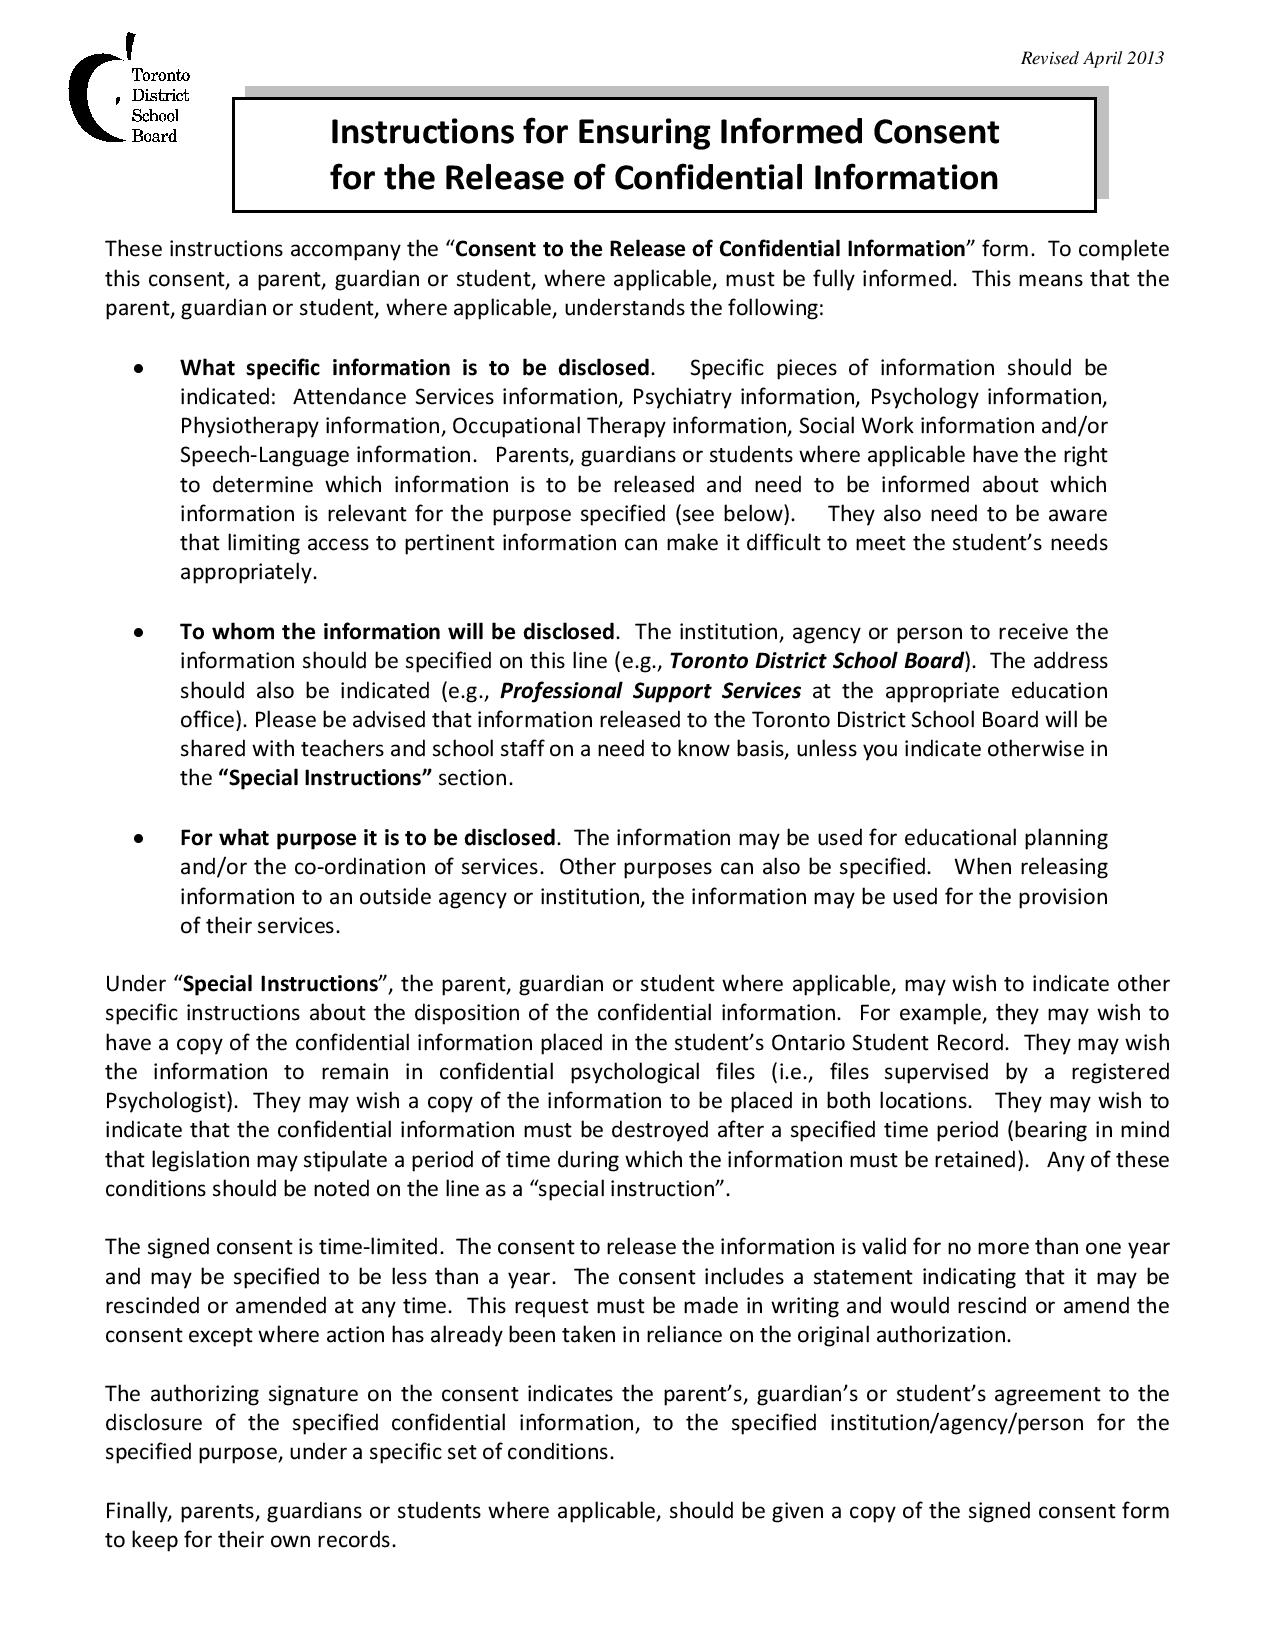 Toronto
District
School
Board
Revised April 2013
Instructions for Ensuring Informed Consent
for the Release of Confidential Information
These instructions accompany the “Consent to the Release of Confidential Information” form. To complete
this consent, a parent, guardian or student, where applicable, must be fully informed. This means that the
parent, guardian or student, where applicable, understands the following:
• What specific information is to be disclosed. Specific pieces of information should be
indicated: Attendance Services information, Psychiatry information, Psychology information,
Physiotherapy information, Occupational Therapy information, Social Work information and/or
Speech-Language information. Parents, guardians or students where applicable have the right
to determine which information is to be released and need to be informed about which
information is relevant for the purpose specified (see below). They also need to be aware
that limiting access to pertinent information can make it difficult to meet the student’s needs
appropriately.
• To whom the information will be disclosed. The institution, agency or person to receive the
information should be specified on this line (e.g., Toronto District School Board). The address
should also be indicated (e.g., Professional Support Services at the appropriate education
office). Please be advised that information released to the Toronto District School Board will be
shared with teachers and school staff on a need to know basis, unless you indicate otherwise in
the “Special Instructions” section.
• For what purpose it is to be disclosed. The information may be used for educational planning
and/or the co-ordination of services. Other purposes can also be specified. When releasing
information to an outside agency or institution, the information may be used for the provision
of their services.
Under “Special Instructions”, the parent, guardian or student where applicable, may wish to indicate other
specific instructions about the disposition of the confidential information. For example, they may wish to
have a copy of the confidential information placed in the student’s Ontario Student Record. They may wish
the information to remain in confidential psychological files (i.e., files supervised by a registered
Psychologist). They may wish a copy of the information to be placed in both locations. They may wish to
indicate that the confidential information must be destroyed after a specified time period (bearing in mind
that legislation may stipulate a period of time during which the information must be retained). Any of these
conditions should be noted on the line as a “special instruction”.
The signed consent is time-limited. The consent to release the information is valid for no more than one year
and may be specified to be less than a year. The consent includes a statement indicating that it may be
rescinded or amended at any time. This request must be made in writing and would rescind or amend the
consent except where action has already been taken in reliance on the original authorization.
The authorizing signature on the consent indicates the parent’s, guardian’s or student’s agreement to the
disclosure of the specified confidential information, to the specified institution/agency/person for the
specified purpose, under a specific set of conditions.
Finally, parents, guardians or students where applicable, should be given a copy of the signed consent form
to keep for their own records.